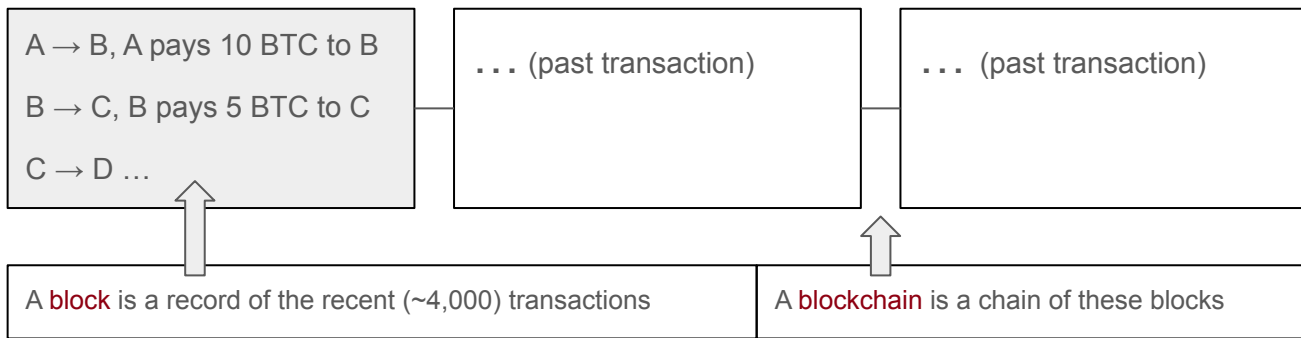 A → B, A pays 10 BTC to B
B → C, B pays 5 BTC to C
C → D …
... (past transaction)
... (past transaction)
A block is a record of the recent (~4,000) transactions
A blockchain is a chain of these blocks